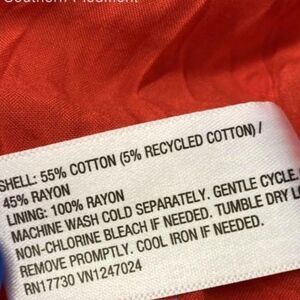 SHELL: 55% COTTON (5% RECYCLED COTTON) /
45% RAYON
LINING: 100% RAYON
MACHINE WASH COLD SEPARATELY. GENTLE CYCLE.
NON-CHLORINE BLEACH IF NEEDED. TUMBLE DRY
REMOVE PROMPTLY. COOL IRON IF NEEDED.
RN17730 VN1247024